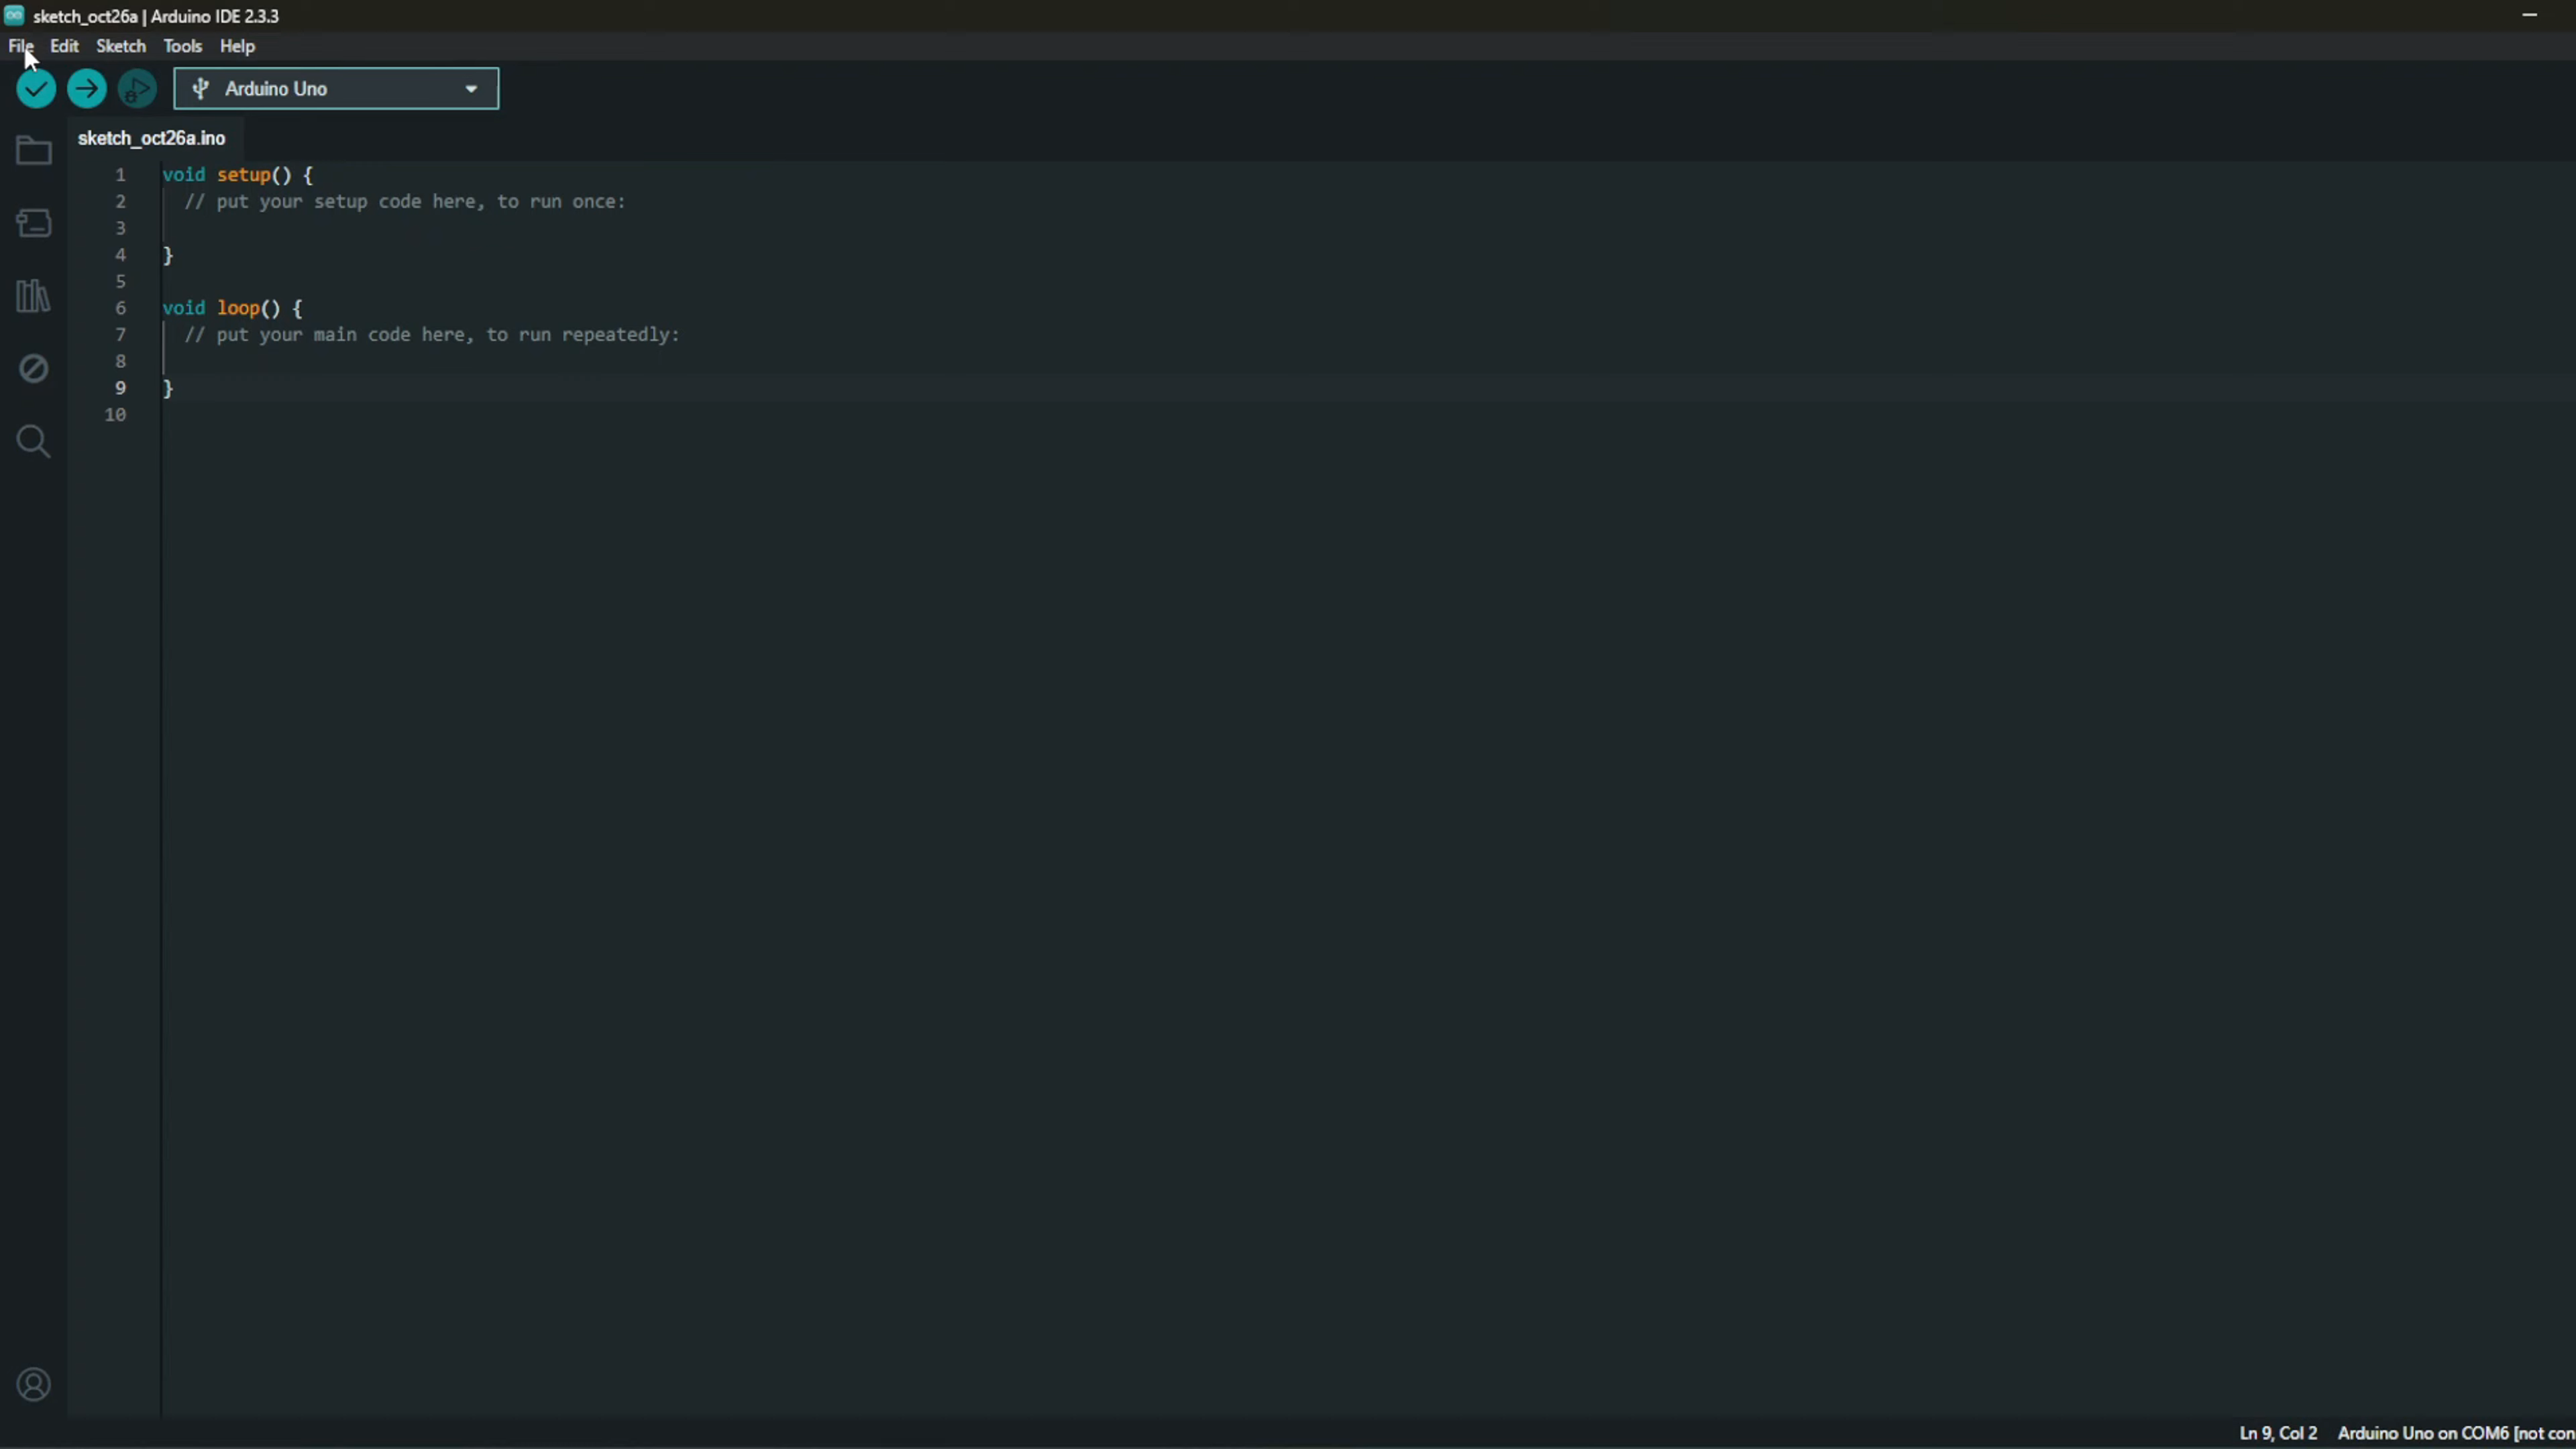 sketch_oct26a | Arduino IDE 2.3.3
File Edit Sketch Tools Help
Arduino Uno
sketch_oct26a.ino
1 void setup() {
2 // put your setup code here, to run once:
3
4 }
5
6 void loop() {
7 // put your main code here, to run repeatedly:
8
9 }
10
Ln 9, Col 2 Arduino Uno on COM6 [not con